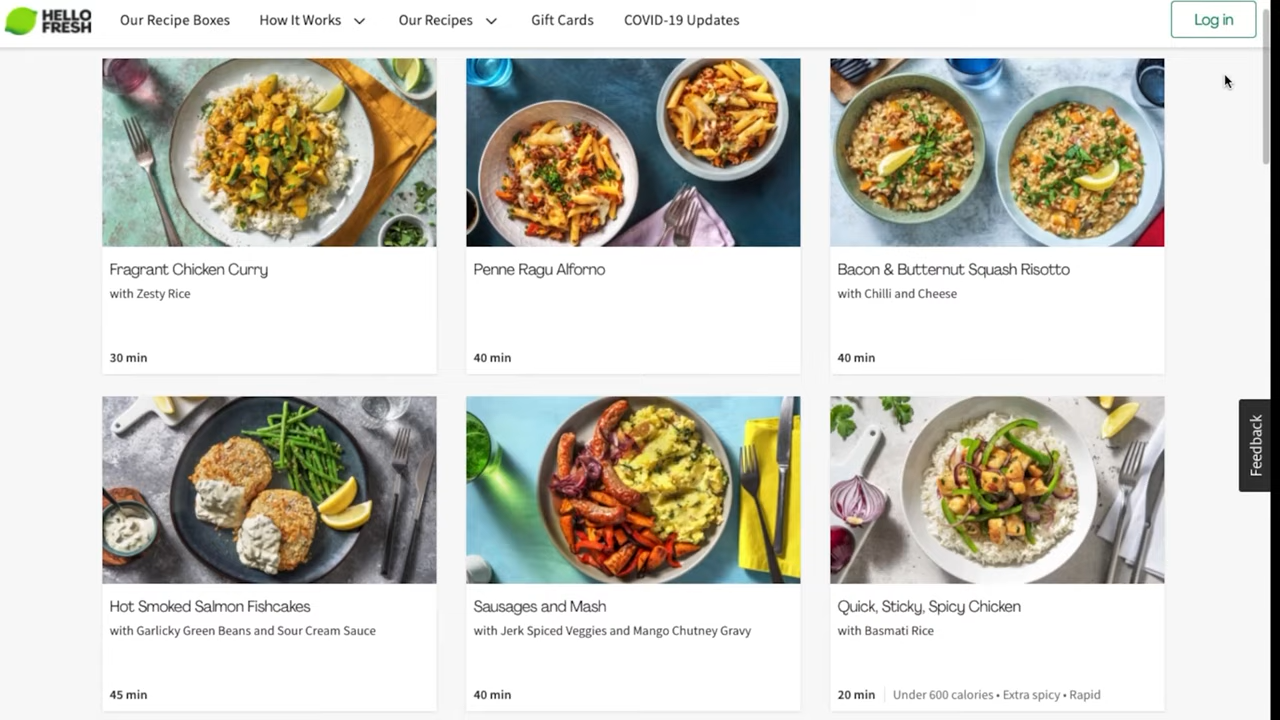 HELLO
FRESH
Our Recipe Boxes
How It Works
Our Recipes
Gift Cards
COVID-19 Updates
Log in
Fragrant Chicken Curry
with Zesty Rice
30 min
Penne Ragu Alforno
40 min
Bacon & Butternut Squash Risotto
with Chilli and Cheese
40 min
Hot Smoked Salmon Fishcakes
with Garlicky Green Beans and Sour Cream Sauce
45 min
Sausages and Mash
with Jerk Spiced Veggies and Mango Chutney Gravy
40 min
Quick, Sticky, Spicy Chicken
with Basmati Rice
20 min Under 600 calories • Extra spicy • Rapid
Feedback